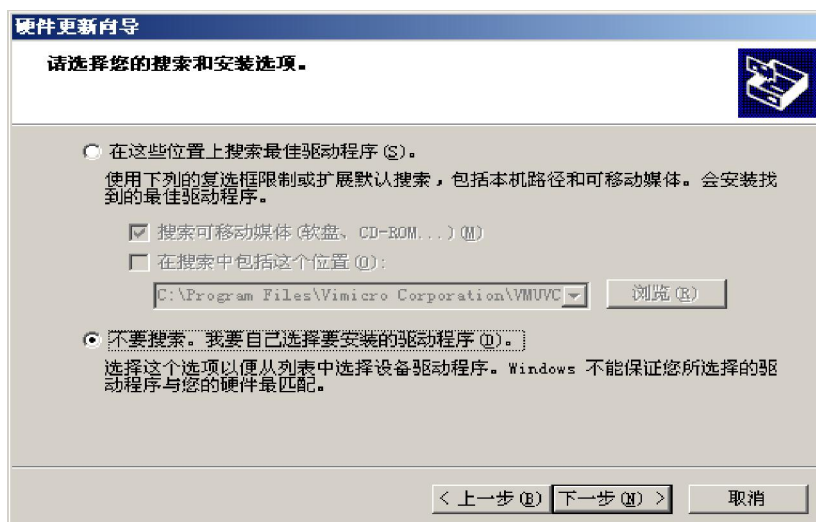 硬件更新向导
请选择您的搜索和安装选项。
在这些位置上搜索最佳驱动程序(S)。
使用下列的复选框限制或扩展默认搜索，包括本机路径和可移动媒体。会安装找
到的最佳驱动程序。
搜索可移动媒体(软盘、CD-ROM...)(M)
在搜索中包括这个位置(O):
C:\Program Files\Vimicro Corporation\VMUVC 浏览(R)
不要搜索。我要自己选择要安装的驱动程序(D)。
选择这个选项以便从列表中选择设备驱动程序。Windows 不能保证您所选择的驱
动程序与您的硬件最匹配。
< 上一步(B) 下一步(N) > 取消